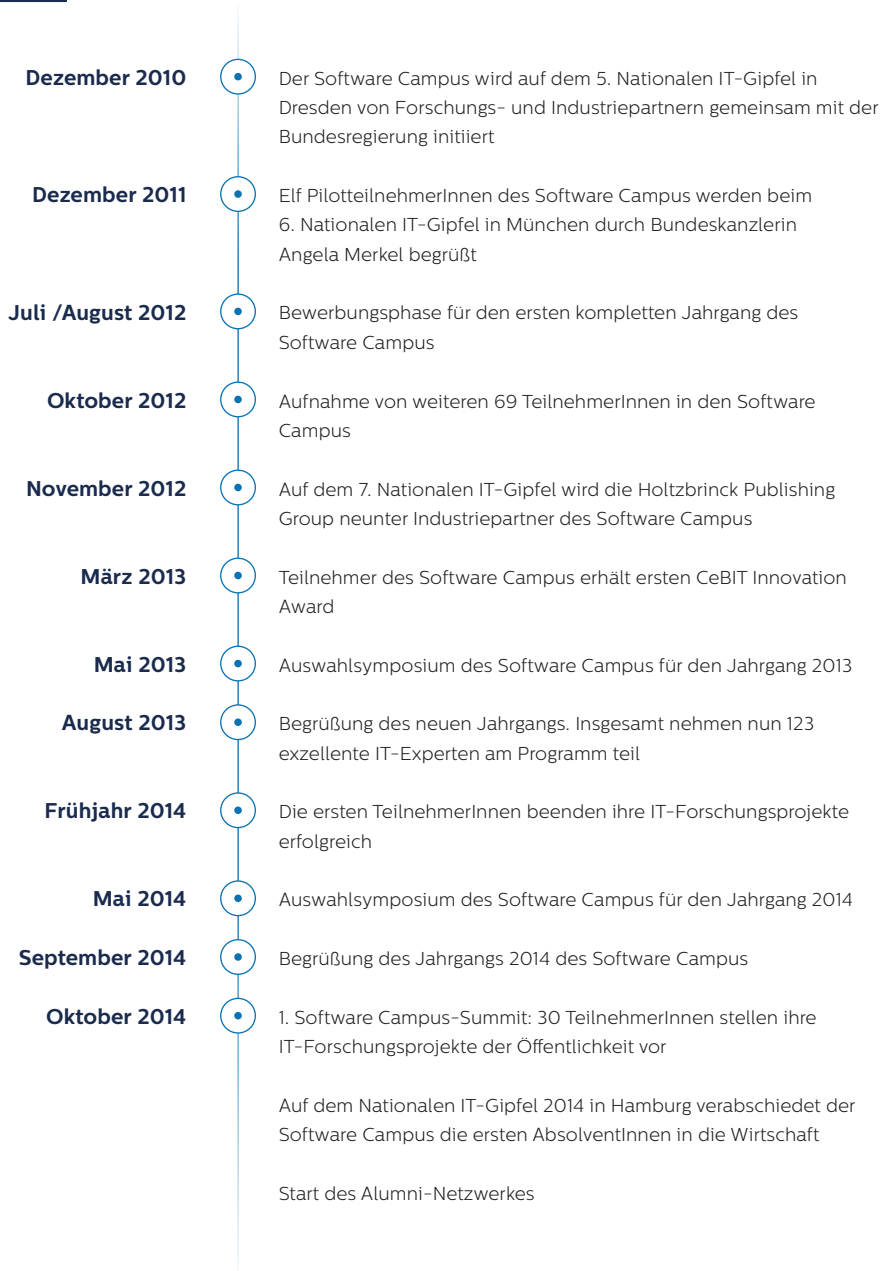 Dezember 2010
Der Software Campus wird auf dem 5. Nationalen IT-Gipfel in
Dresden von Forschungs- und Industriepartnern gemeinsam mit der
Bundesregierung initiiert
Dezember 2011
Elf PilotteilnehmerInnen des Software Campus werden beim
6. Nationalen IT-Gipfel in München durch Bundeskanzlerin
Angela Merkel begrüßt
Juli /August 2012
Bewerbungsphase für den ersten kompletten Jahrgang des
Software Campus
Oktober 2012
Aufnahme von weiteren 69 TeilnehmerInnen in den Software
Campus
November 2012
Auf dem 7. Nationalen IT-Gipfel wird die Holtzbrinck Publishing
Group neunter Industriepartner des Software Campus
März 2013
Teilnehmer des Software Campus erhält ersten CeBIT Innovation
Award
Mai 2013
Auswahlsymposium des Software Campus für den Jahrgang 2013
August 2013
Begrüßung des neuen Jahrgangs. Insgesamt nehmen nun 123
exzellente IT-Experten am Programm teil
Frühjahr 2014
Die ersten TeilnehmerInnen beenden ihre IT-Forschungsprojekte
erfolgreich
Mai 2014
Auswahlsymposium des Software Campus für den Jahrgang 2014
September 2014
Begrüßung des Jahrgangs 2014 des Software Campus
Oktober 2014
1. Software Campus-Summit: 30 TeilnehmerInnen stellen ihre
IT-Forschungsprojekte der Öffentlichkeit vor
Auf dem Nationalen IT-Gipfel 2014 in Hamburg verabschiedet der
Software Campus die ersten AbsolventInnen in die Wirtschaft
Start des Alumni-Netzwerkes